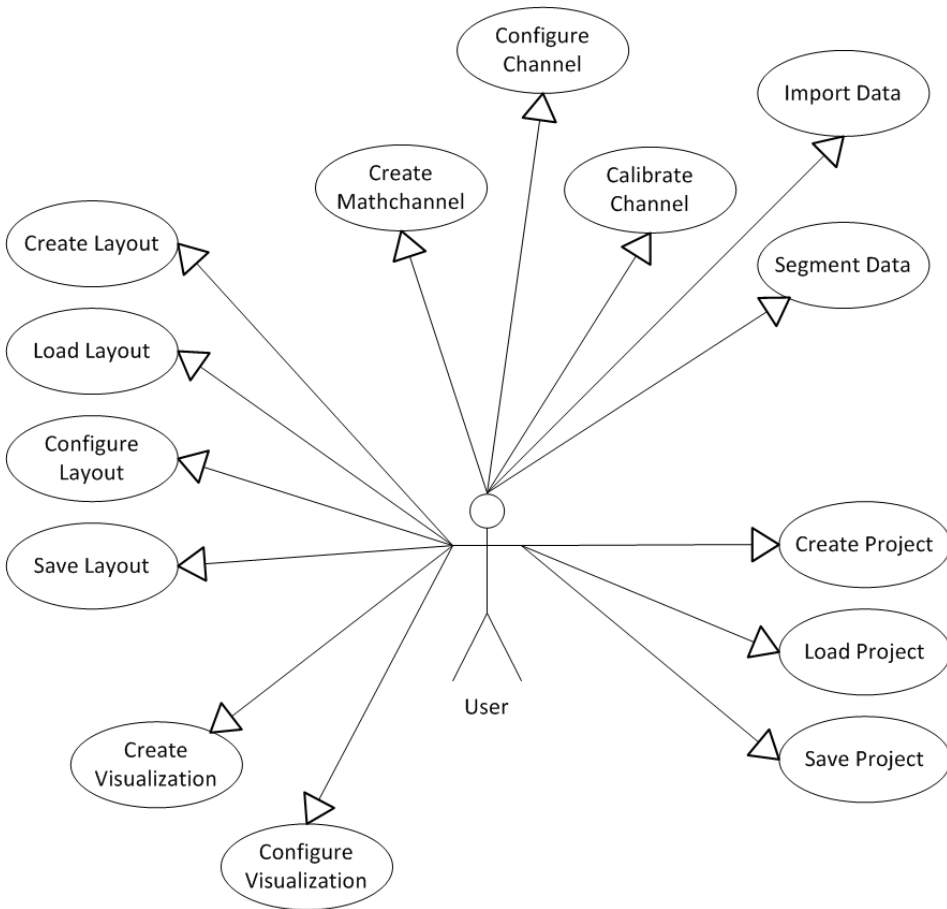 Configure
Channel
Import Data
Create
Mathchannel
Calibrate
Channel
Create Layout
Segment Data
Load Layout
Configure
Layout
Save Layout
Create Project
Load Project
User
Create
Visualization
Save Project
Configure
Visualization